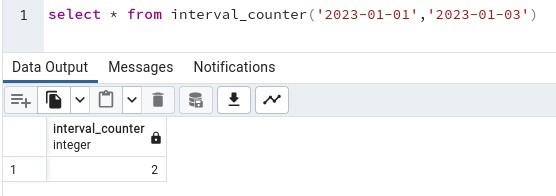 1 select * from interval_counter('2023-01-01','2023-01-03')
Data Output Messages Notifications
interval_counter
integer
1 2